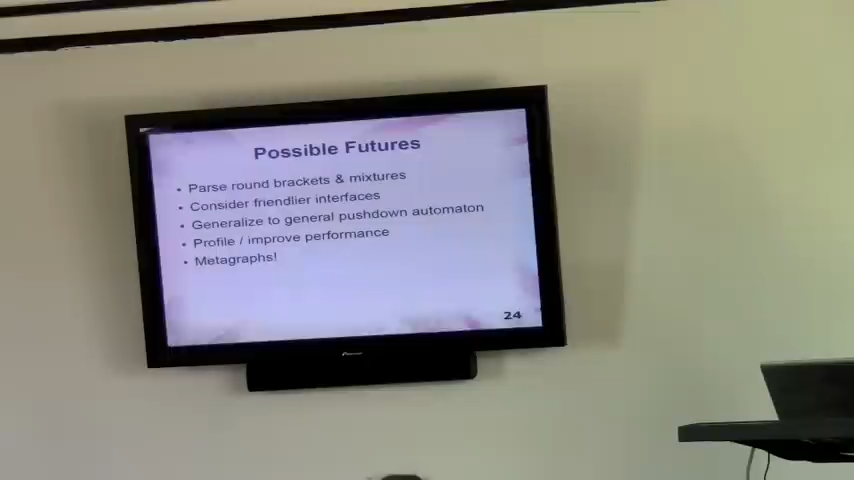 Possible Futures
• Parse round brackets & mixtures
• Consider friendlier interfaces
• Generalize to general pushdown automaton
• Profile / improve performance
• Metagraphs!
24